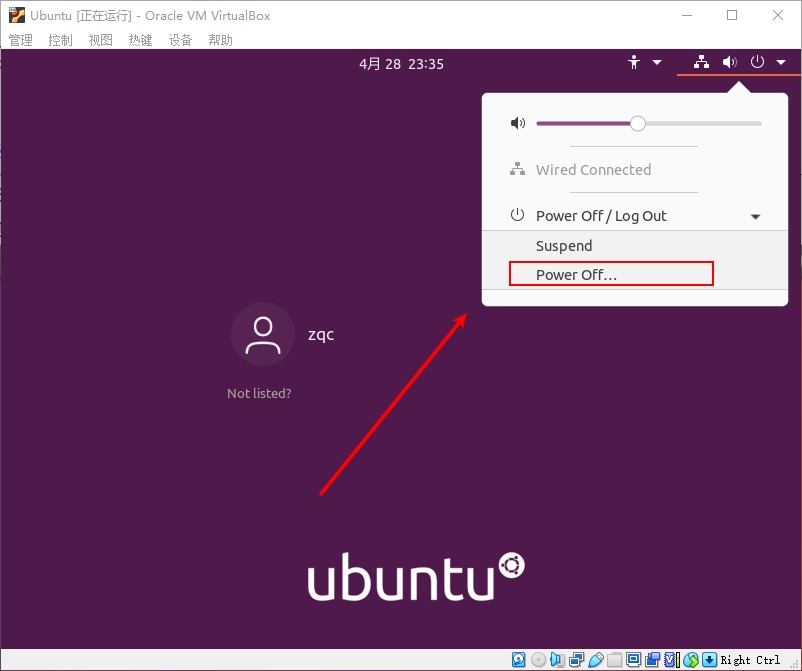 Ubuntu [正在运行] - Oracle VM VirtualBox
管理 控制 视图 热键 设备 帮助
4月 28 23:35
Wired Connected
Power Off / Log Out
Suspend
Power Off…
zqc
Not listed?
ubuntu
Right Ctrl